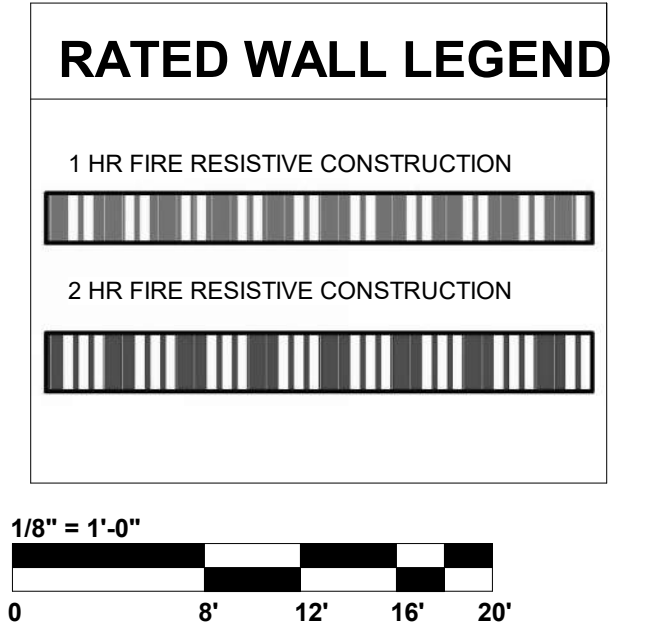 RATED WALL LEGEND
1 HR FIRE RESISTIVE CONSTRUCTION
2 HR FIRE RESISTIVE CONSTRUCTION
1/8" = 1'-0"
0 8' 12' 16' 20'